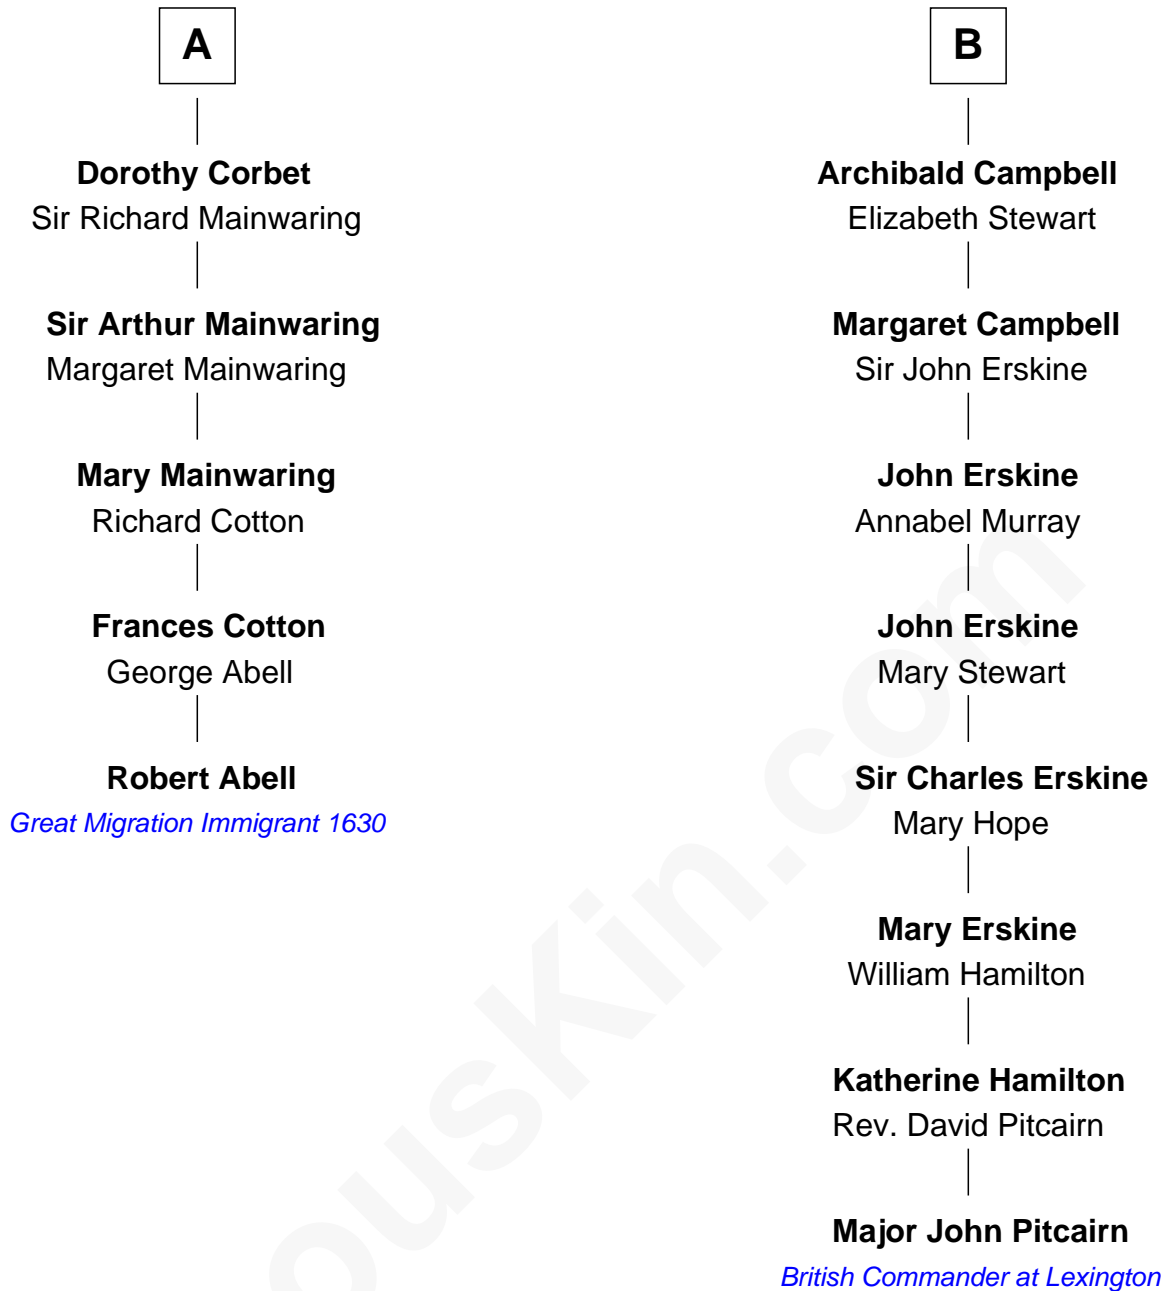 A
Dorothy Corbet
Sir Richard Mainwaring
Sir Arthur Mainwaring
Margaret Mainwaring
Mary Mainwaring
Richard Cotton
Frances Cotton
George Abell
Robert Abell
Great Migration Immigrant 1630
B
Archibald Campbell
Elizabeth Stewart
Margaret Campbell
Sir John Erskine
John Erskine
Annabel Murray
John Erskine
Mary Stewart
Sir Charles Erskine
Mary Hope
Mary Erskine
William Hamilton
Katherine Hamilton
Rev. David Pitcairn
Major John Pitcairn
British Commander at Lexington
ousKin.com